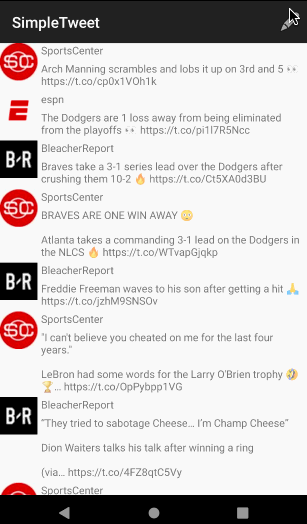 SimpleTweet
SportsCenter
Arch Manning scrambles and lobs it up on 3rd and 5 👀
https://t.co/cp0x1VOh1k
espn
The Dodgers are 1 loss away from being eliminated
from the playoffs 👀 https://t.co/pi1l7R5Ncc
BleacherReport
Braves take a 3-1 series lead over the Dodgers after
crushing them 10-2 🔥 https://t.co/Ct5XA0d3BU
SportsCenter
BRAVES ARE ONE WIN AWAY 😳
Atlanta takes a commanding 3-1 lead on the Dodgers in
the NLCS 🔥 https://t.co/WTvapGjqkp
BleacherReport
Freddie Freeman waves to his son after getting a hit 🙏
https://t.co/jzhM9SNSOv
SportsCenter
"I can't believe you cheated on me for the last four
years."
LeBron had some words for the Larry O'Brien trophy 🤣
🏆… https://t.co/OpPybpp1VG
BleacherReport
“They tried to sabotage Cheese… I’m Champ Cheese”
Dion Waiters talks his talk after winning a ring
(via… https://t.co/4FZ8qtC5Vy
SportsCenter